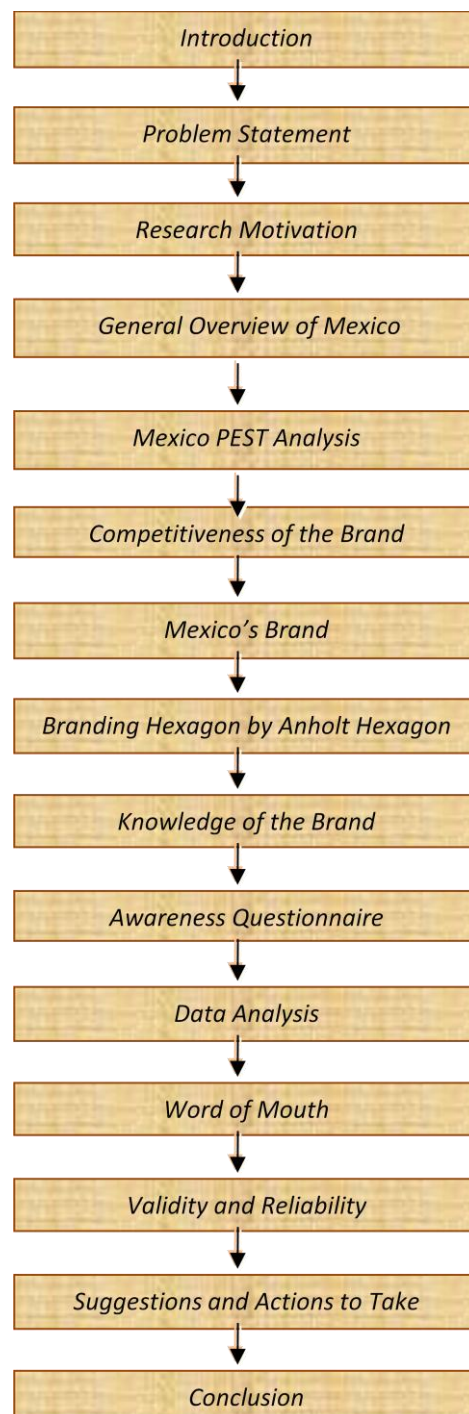 Introduction
Problem Statement
Research Motivation
General Overview of Mexico
Mexico PEST Analysis
Competitiveness of the Brand
Mexico’s Brand
Branding Hexagon by Anholt Hexagon
Knowledge of the Brand
Awareness Questionnaire
Data Analysis
Word of Mouth
Validity and Reliability
Suggestions and Actions to Take
Conclusion